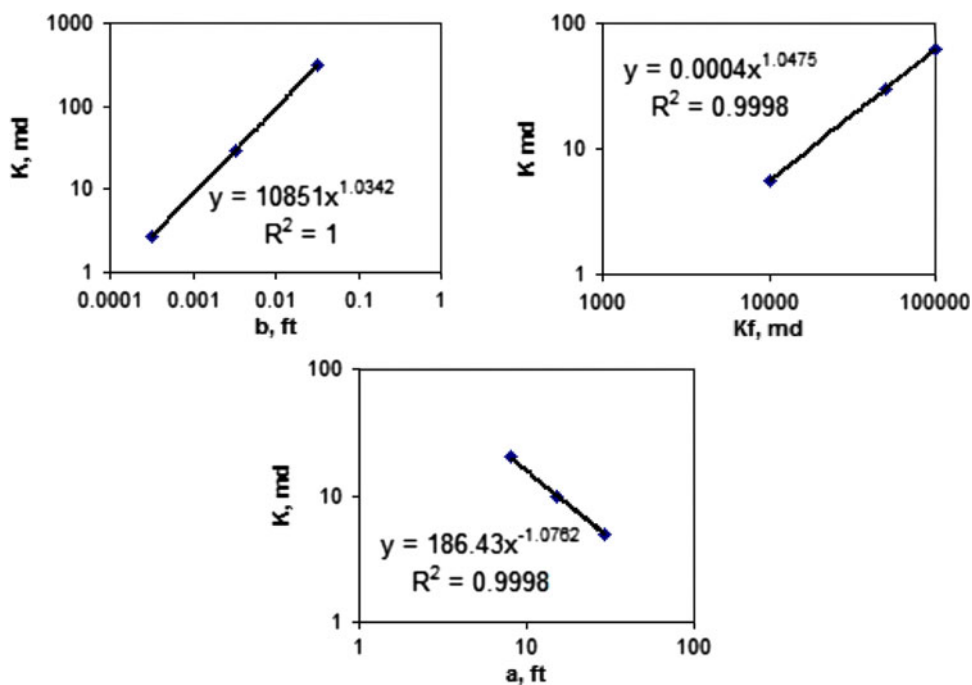 1000
100
10
1
K, md
y = 10851x^1.0342
R^2 = 1
0.0001 0.001 0.01 0.1 1
b, ft
100
10
1
K md
y = 0.0004x^1.0475
R^2 = 0.9998
1000 10000 100000
Kf, md
100
10
1
K, md
y = 186.43x^-1.0762
R^2 = 0.9998
1 10 100
a, ft